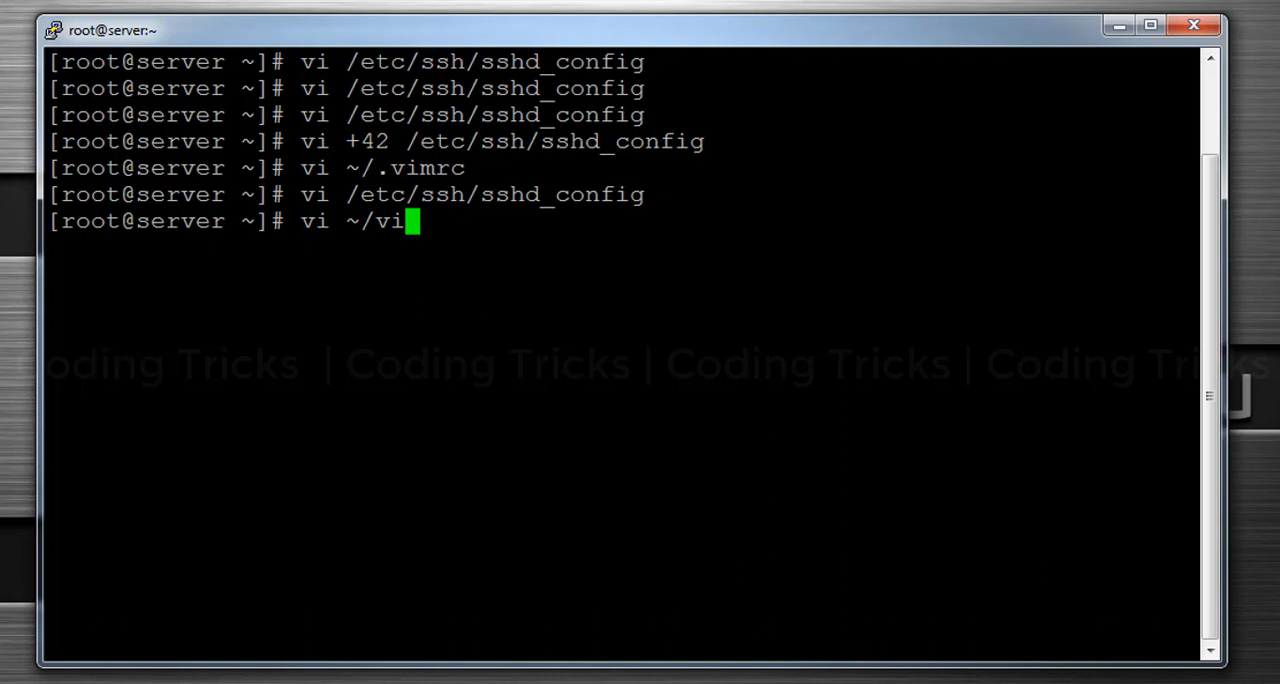 root@server:~
[root@server ~]# vi /etc/ssh/sshd_config
[root@server ~]# vi /etc/ssh/sshd_config
[root@server ~]# vi /etc/ssh/sshd_config
[root@server ~]# vi +42 /etc/ssh/sshd_config
[root@server ~]# vi ~/.vimrc
[root@server ~]# vi /etc/ssh/sshd_config
[root@server ~]# vi ~/vi
Coding Tricks | Coding Tricks | Coding Tricks | Coding Tricks